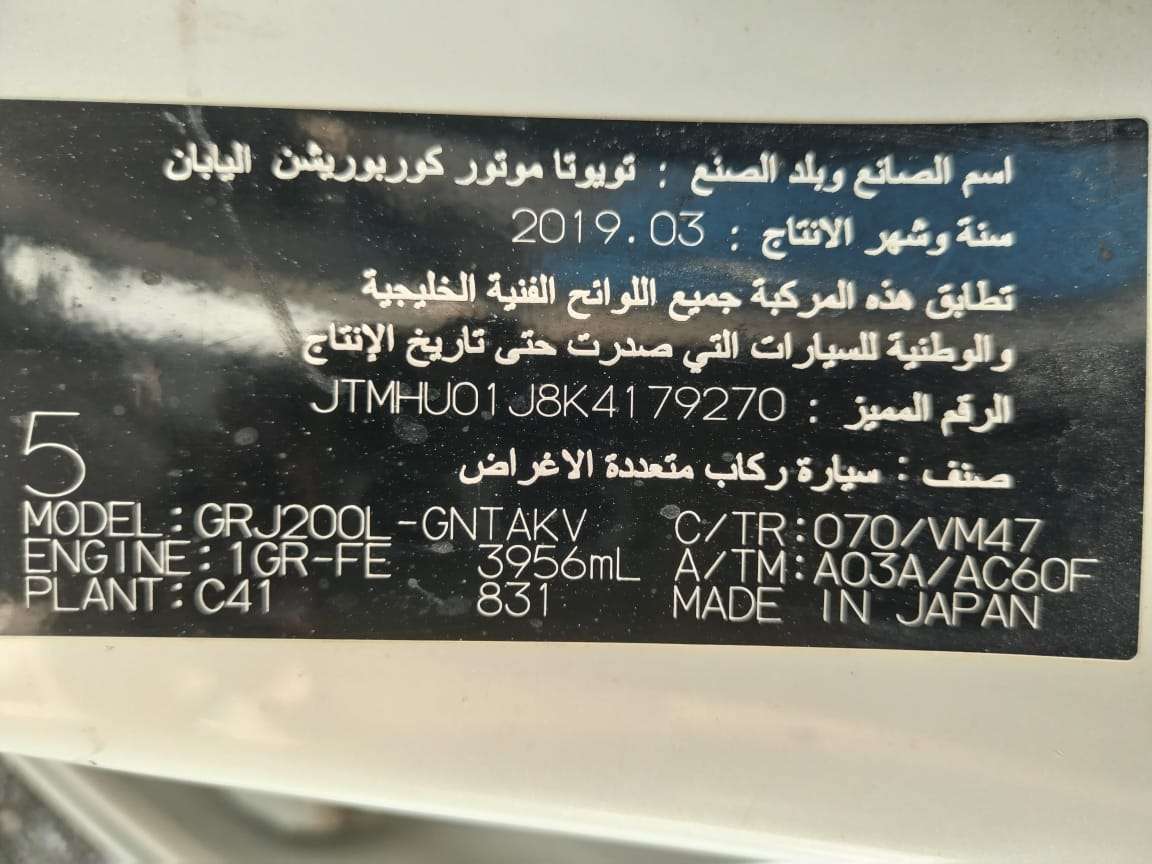 اسم الصانع وبلد الصنع : تويوتا موتور كوربوريشن اليابان
سنة وشهر الانتاج : 2019.03
تطابق هذه المركبة جميع اللوائح الفنية الخليجية
والوطنية للسيارات التي صدرت حتى تاريخ الإنتاج
الرقم المميز : JTMHU01J8K4179270
صنف : سيارة ركاب متعددة الاغراض
5
MODEL:GRJ200L-GNTAKV C/TR:070/VM47
ENGINE:1GR-FE 3956mL A/TM:A03A/AC60F
PLANT:C41 831 MADE IN JAPAN